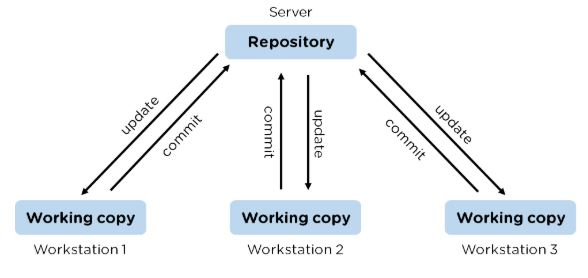 Server
Repository
update
commit
commit
update
commit
update
Working copy
Working copy
Working copy
Workstation 1
Workstation 2
Workstation 3